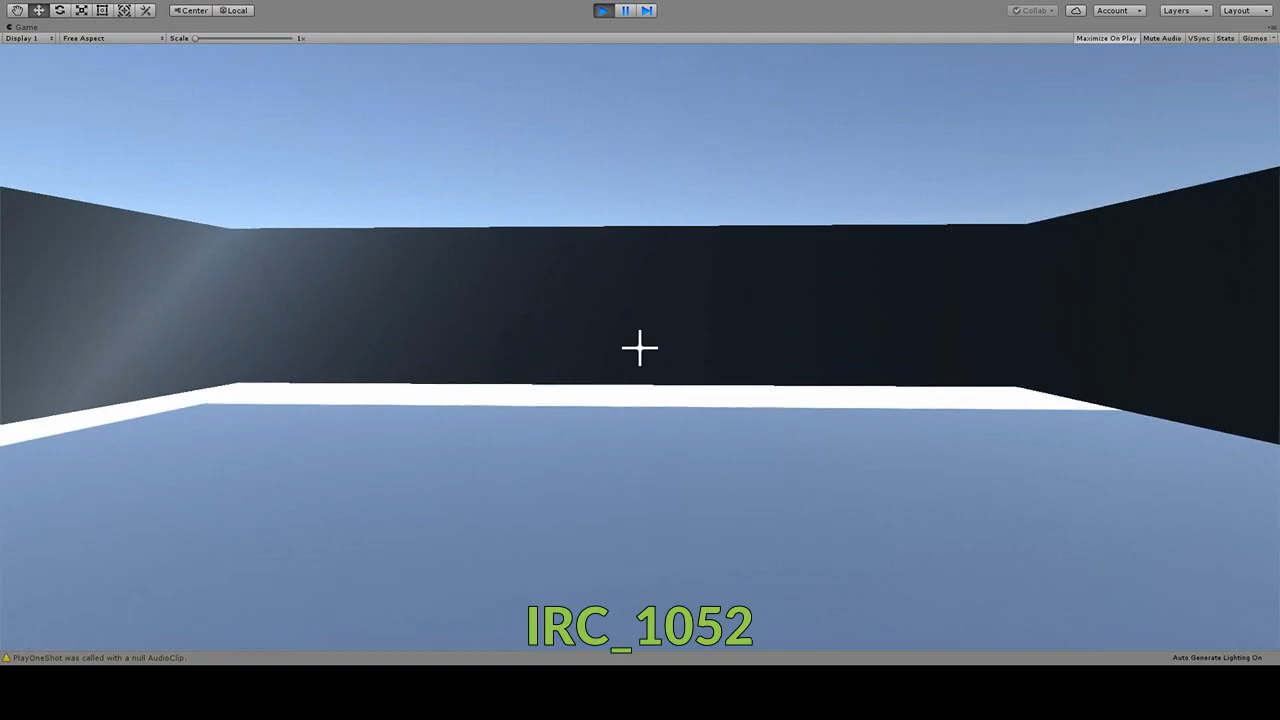 Center Local Collab Account Layers Layout
Game
Display 1 Free Aspect Scale 1x Maximize On Play Mute Audio VSync Stats Gizmos
IRC_1052
PlayOneShot was called with a null AudioClip. Auto Generate Lighting On